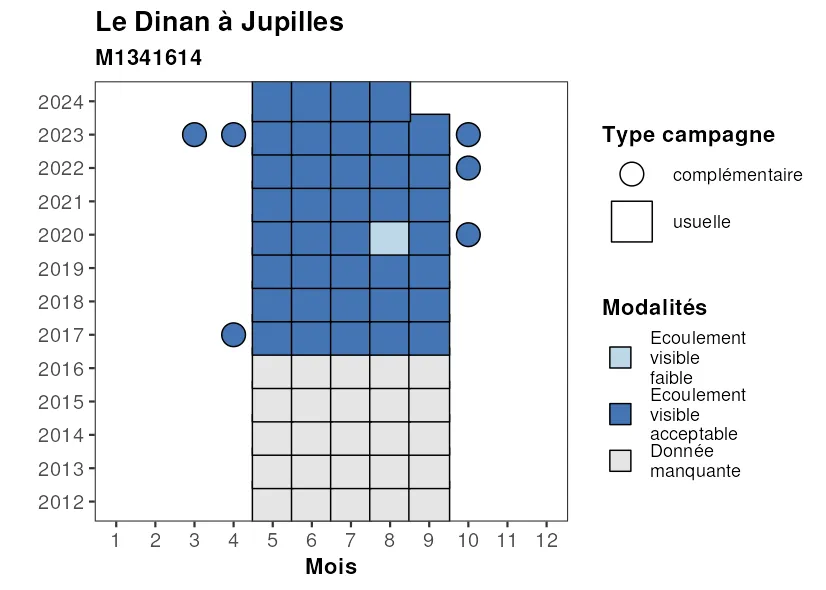 Le Dinan à Jupilles
M1341614
2024
2023
2022
2021
2020
2019
2018
2017
2016
2015
2014
2013
2012
1 2 3 4 5 6 7 8 9 10 11 12
Mois
Type campagne
complémentaire
usuelle
Modalités
Ecoulement
visible
faible
Ecoulement
visible
acceptable
Donnée
manquante